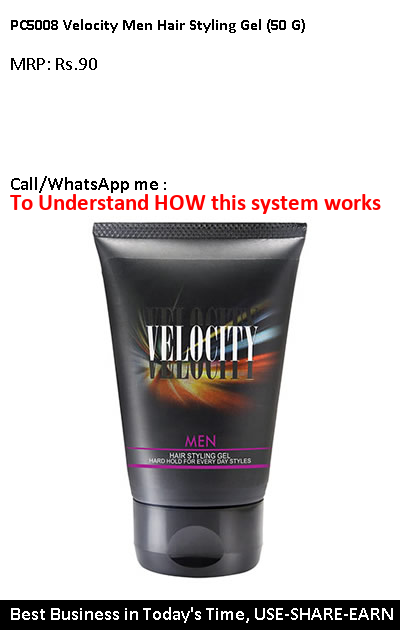 PC5008 Velocity Men Hair Styling Gel (50 G)
MRP: Rs.90
Call/WhatsApp me :
To Understand HOW this system works
VELOCITY
MEN
HAIR STYLING GEL
HARD HOLD FOR EVERY DAY STYLES
Best Business in Today's Time, USE-SHARE-EARN